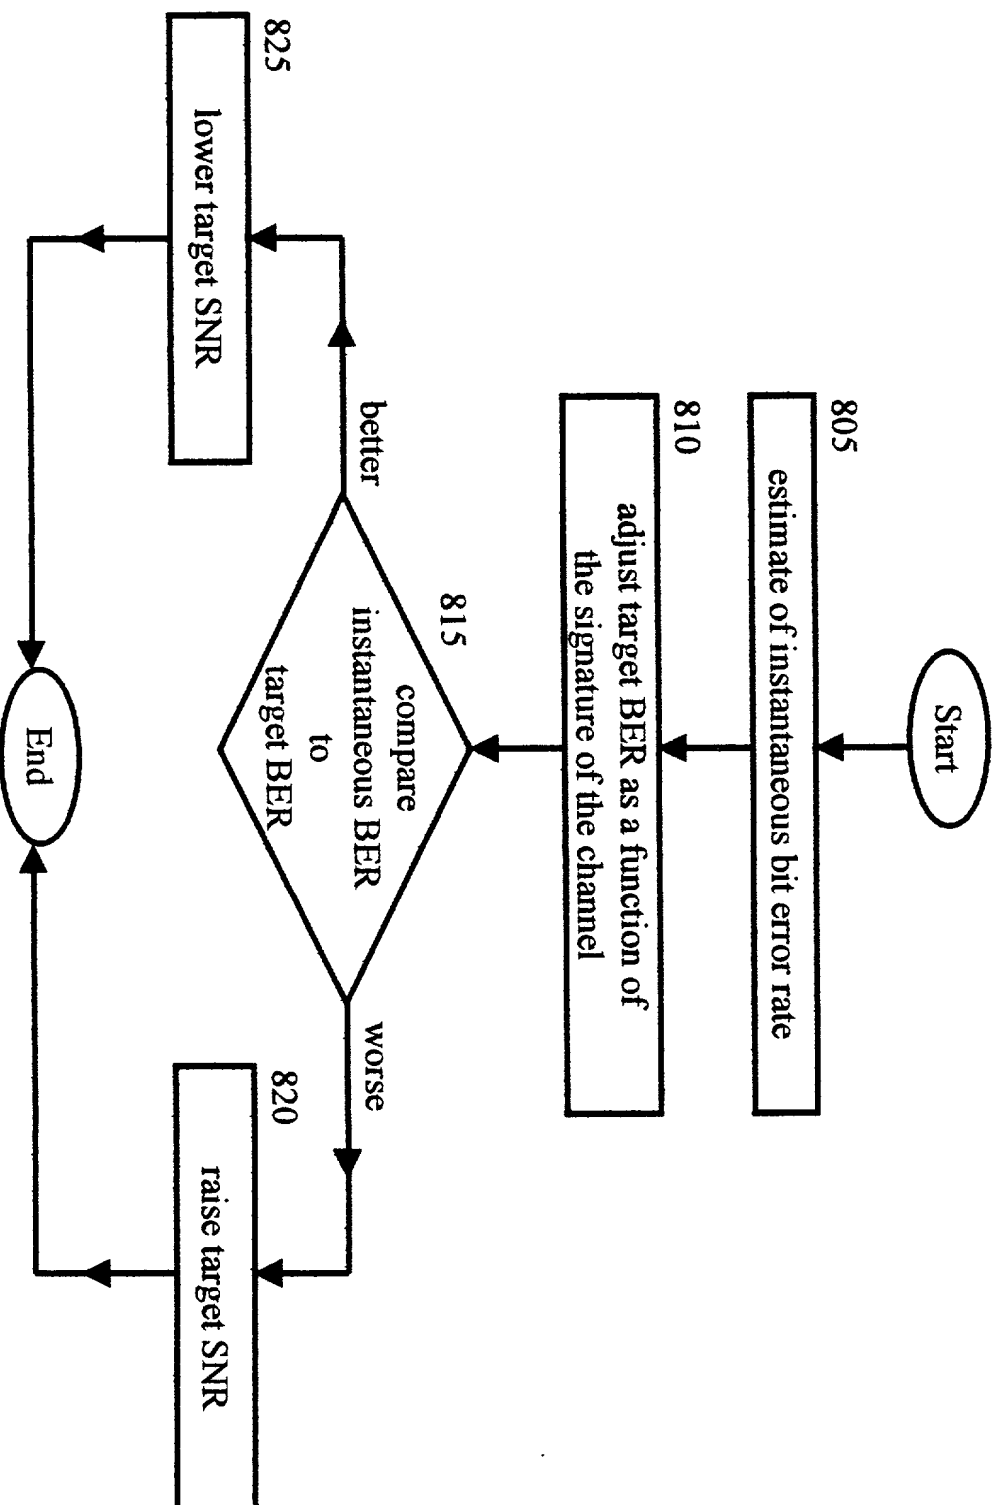 Start
805
estimate of instantaneous bit error rate
810
adjust target BER as a function of
the signature of the channel
815
compare
instantaneous BER
to
target BER
better
worse
825
lower target SNR
820
raise target SNR
End